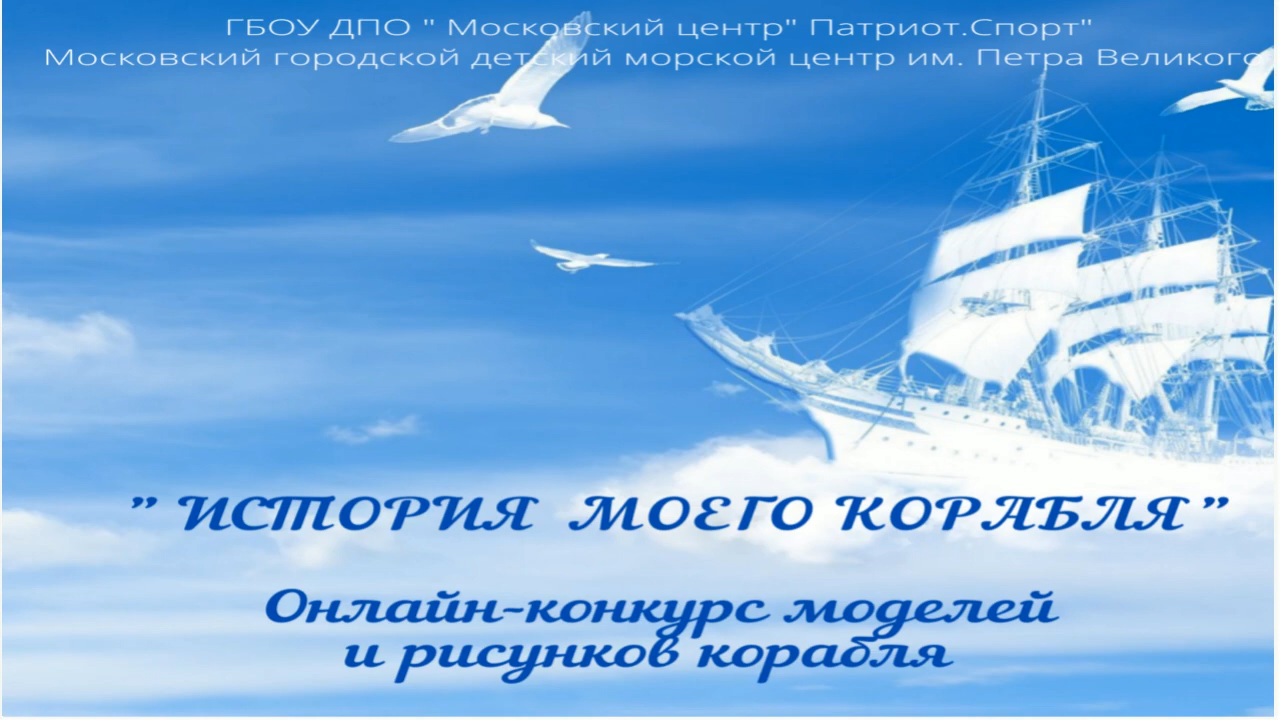 ГБОУ ДПО " Московский центр" Патриот.Спорт"
Московский городской детский морской центр им. Петра Великого
" ИСТОРИЯ МОЕГО КОРАБЛЯ "
Онлайн-конкурс моделей
и рисунков корабля